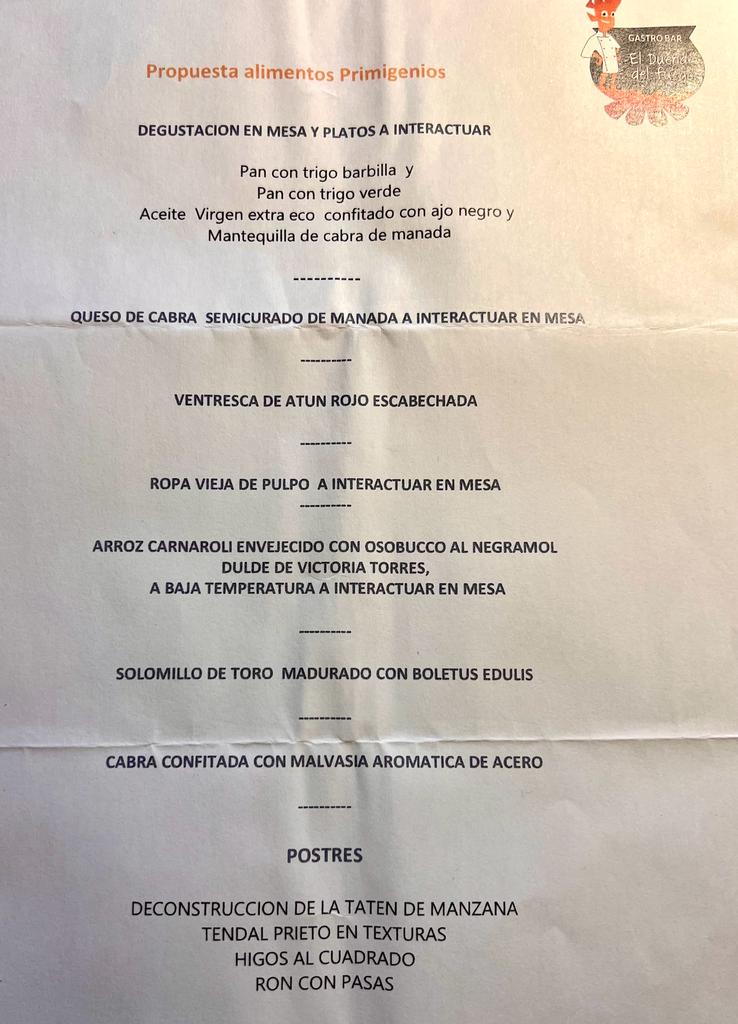 GASTRO BAR
El Dueño
del Fuego
Propuesta alimentos Primigenios
DEGUSTACION EN MESA Y PLATOS A INTERACTUAR
Pan con trigo barbilla y
Pan con trigo verde
Aceite Virgen extra eco confitado con ajo negro y
Mantequilla de cabra de manada
----------
QUESO DE CABRA SEMICURADO DE MANADA A INTERACTUAR EN MESA
----------
VENTRESCA DE ATUN ROJO ESCABECHADA
----------
ROPA VIEJA DE PULPO A INTERACTUAR EN MESA
----------
ARROZ CARNAROLI ENVEJECIDO CON OSOBUCCO AL NEGRAMOL
DULDE DE VICTORIA TORRES,
A BAJA TEMPERATURA A INTERACTUAR EN MESA
----------
SOLOMILLO DE TORO MADURADO CON BOLETUS EDULIS
----------
CABRA CONFITADA CON MALVASIA AROMATICA DE ACERO
----------
POSTRES
DECONSTRUCCION DE LA TATEN DE MANZANA
TENDAL PRIETO EN TEXTURAS
HIGOS AL CUADRADO
RON CON PASAS